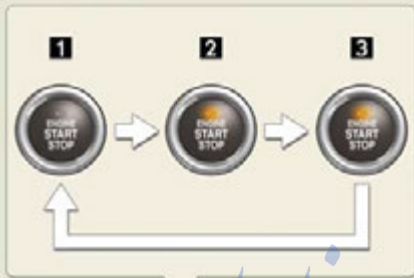 1
2
3
ENGINE
START
STOP
ENGINE
START
STOP
ENGINE
START
STOP